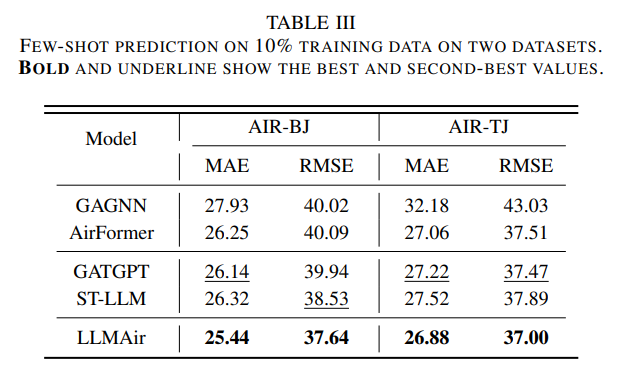 TABLE III
FEW-SHOT PREDICTION ON 10% TRAINING DATA ON TWO DATASETS.
BOLD AND UNDERLINE SHOW THE BEST AND SECOND-BEST VALUES.
Model AIR-BJ AIR-TJ
MAE RMSE MAE RMSE
GAGNN 27.93 40.02 32.18 43.03
AirFormer 26.25 40.09 27.06 37.51
GATGPT 26.14 39.94 27.22 37.47
ST-LLM 26.32 38.53 27.52 37.89
LLMAir 25.44 37.64 26.88 37.00